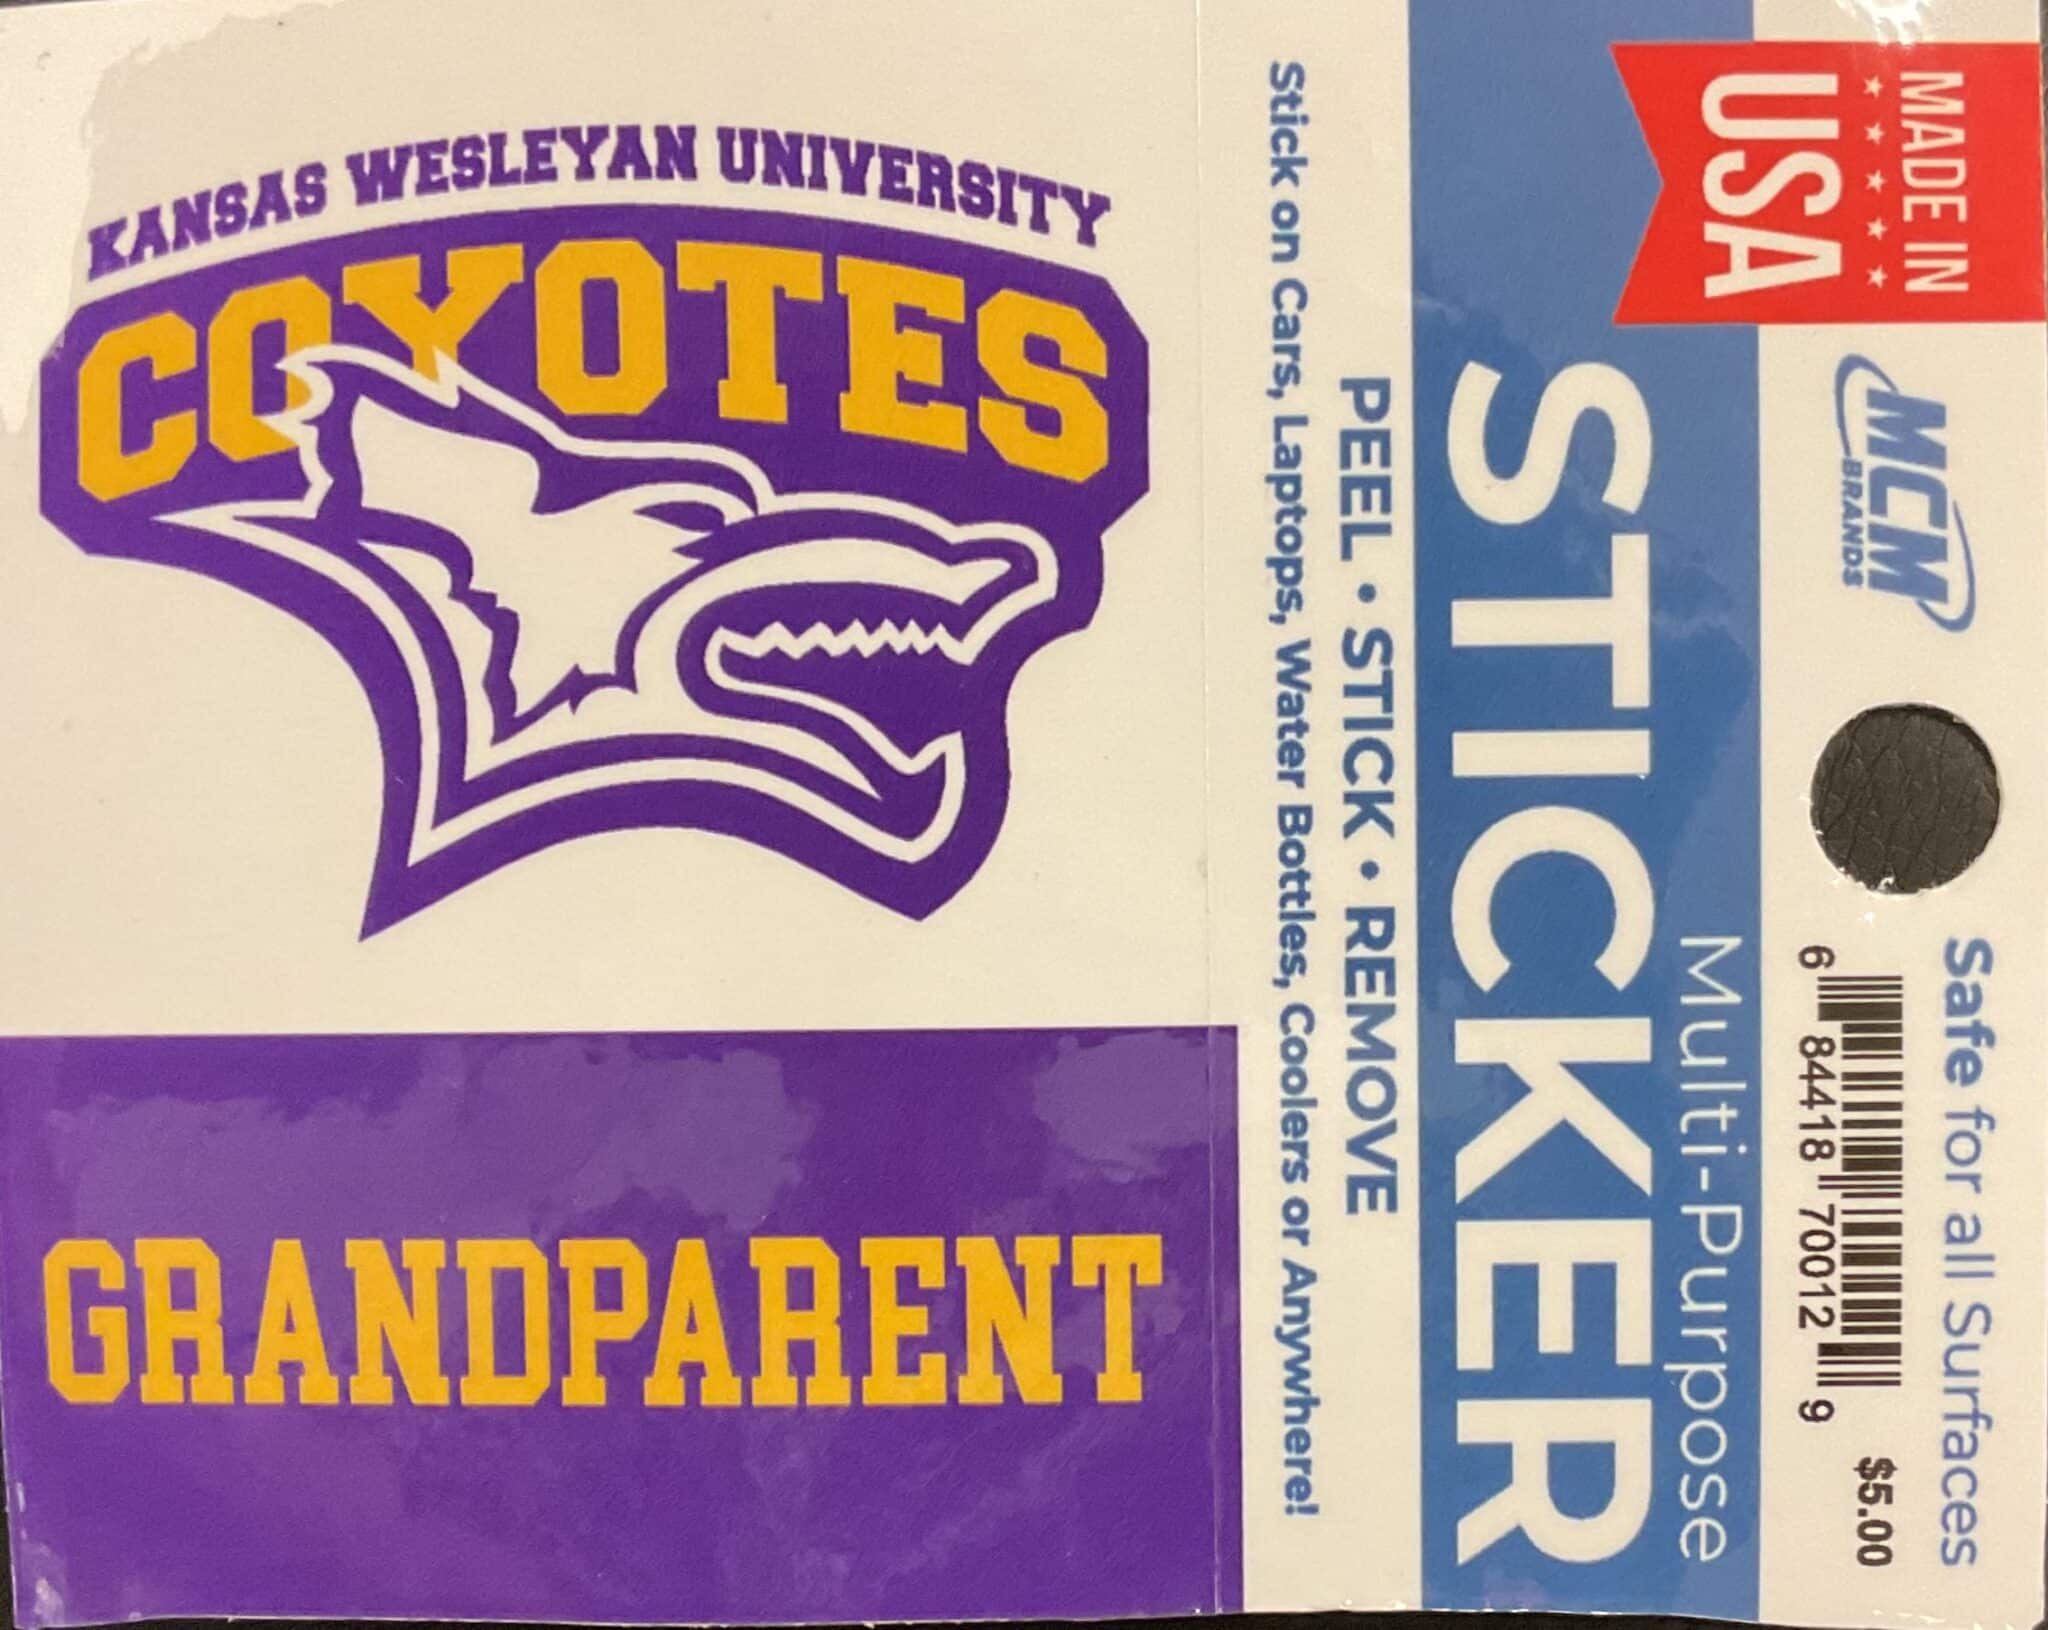 KANSAS WESLEYAN UNIVERSITY
COYOTES
GRANDPARENT
MADE IN
USA
MCM
BRANDS
Safe for all Surfaces
6 84418 70012 9
$5.00
Multi-Purpose
STICKER
PEEL • STICK • REMOVE
Stick on Cars, Laptops, Water Bottles, Coolers or Anywhere!